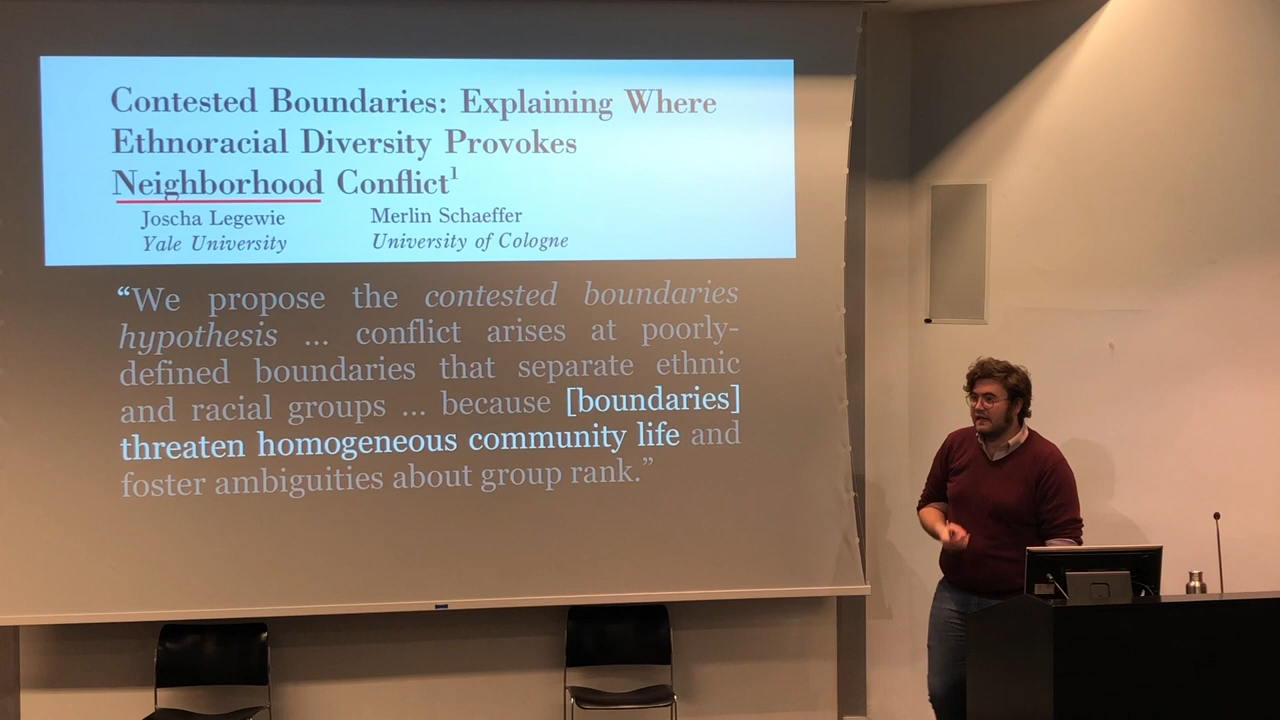 Contested Boundaries: Explaining Where
Ethnoracial Diversity Provokes
Neighborhood Conflict¹
Joscha Legewie Merlin Schaeffer
Yale University University of Cologne
“We propose the contested boundaries
hypothesis ... conflict arises at poorly-
defined boundaries that separate ethnic
and racial groups ... because [boundaries]
threaten homogeneous community life and
foster ambiguities about group rank.”